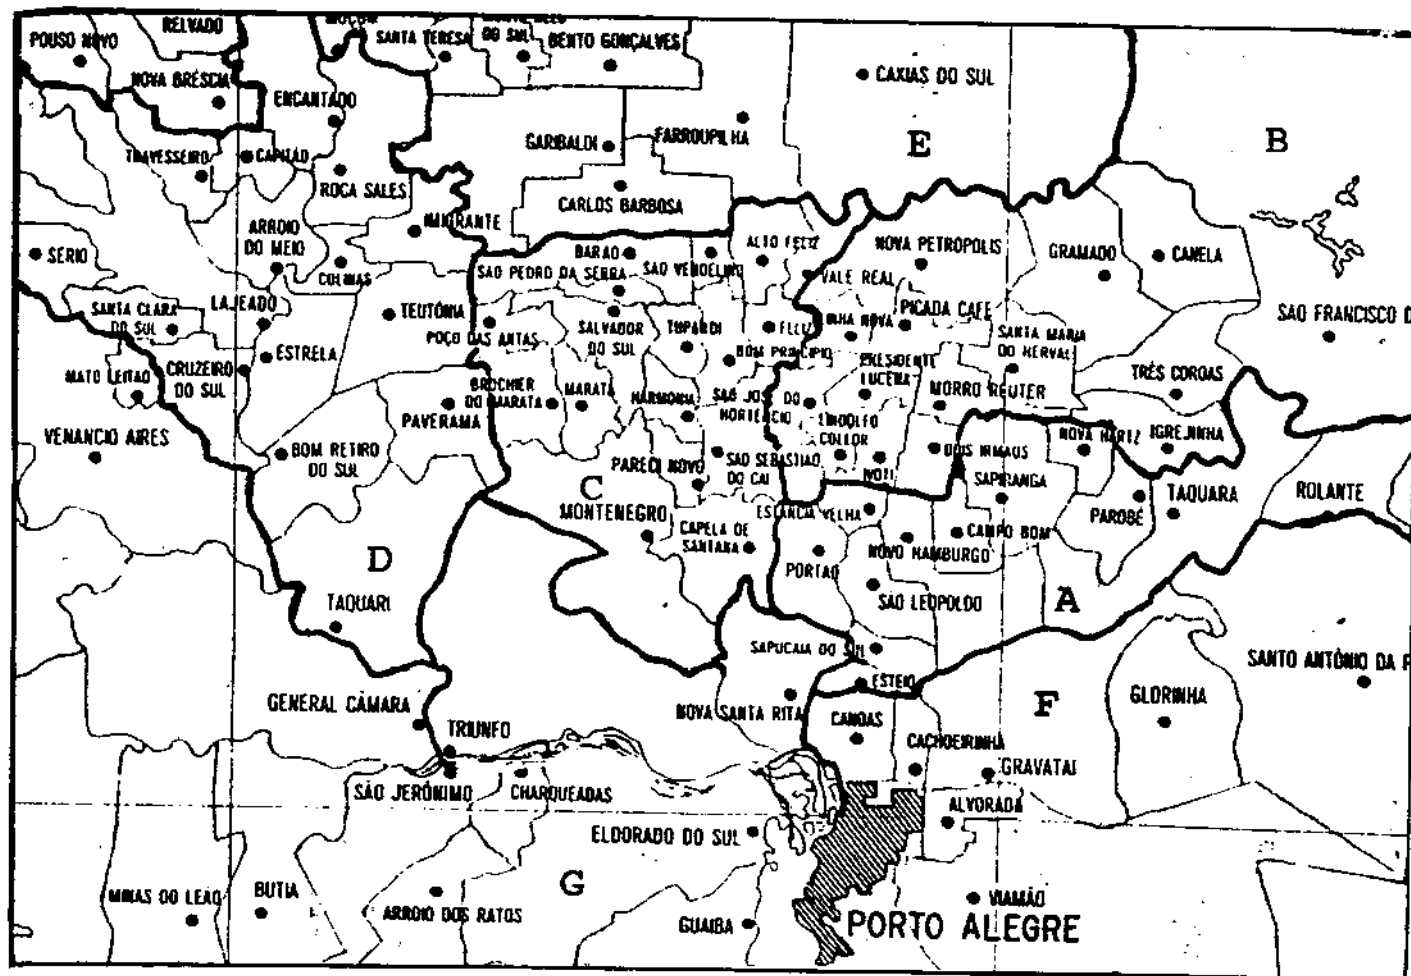 RELVADO
POUSO NOVO
SANTA TERESA
DO SUL
BENTO GONÇALVES
CAXIAS DO SUL
NOVA BRÉSCIA
ENCANTADO
GARIBALDI
FARROUPILHA
E
B
TRAVESSEIRO
CAPITÃO
ROCA SALES
CARLOS BARBOSA
IMIGRANTE
ARROIO
DO MEIO
SÉRIO
COLINAS
BARÃO
SÃO PEDRO DA SERRA
SÃO VENDELINO
ALTO FELIZ
VALE REAL
NOVA PETRÓPOLIS
GRAMADO
CANELA
SANTA CLARA
DO SUL
LAJEADO
TEUTÔNIA
POÇO DAS ANTAS
SALVADOR
DO SUL
TUPANDI
FELIZ
LINHA NOVA
PICADA CAFÉ
SANTA MARIA
DO HERVAL
SÃO FRANCISCO D
ESTRELA
CRUZEIRO
DO SUL
MATO LEITÃO
BOM PRINCÍPIO
PRESIDENTE
LUCENA
MORRO REUTER
TRÊS COROAS
BROCHIER
DO MARATÁ
MARATÁ
HARMONIA
SÃO JOSÉ DO
HORTÊNCIO
LINDOLFO
COLLOR
PAVERAMA
VENÂNCIO AIRES
BOM RETIRO
DO SUL
PARECI NOVO
SÃO SEBASTIÃO
DO CAÍ
IVOTI
DOIS IRMÃOS
NOVA HARTZ
IGREJINHA
C
MONTENEGRO
ESTÂNCIA VELHA
SAPIRANGA
PAROBÉ
TAQUARA
ROLANTE
CAPELA DE
SANTANA
CAMPO BOM
NOVO HAMBURGO
PORTÃO
D
SÃO LEOPOLDO
A
TAQUARI
SAPUCAIA DO SUL
ESTEIO
SANTO ANTÔNIO DA P
GENERAL CÂMARA
NOVA SANTA RITA
CANOAS
F
GLORINHA
TRIUNFO
CACHOEIRINHA
GRAVATAÍ
SÃO JERÔNIMO
CHARQUEADAS
ALVORADA
ELDORADO DO SUL
MINAS DO LEÃO
BUTIÁ
ARROIO DOS RATOS
G
GUAÍBA
VIAMÃO
PORTO ALEGRE